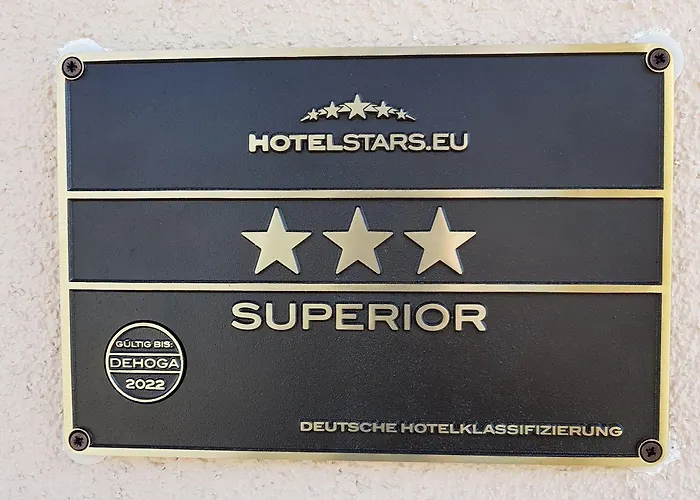 HOTELSTARS.EU
SUPERIOR
GÜLTIG BIS:
DEHOGA
2022
DEUTSCHE HOTELKLASSIFIZIERUNG